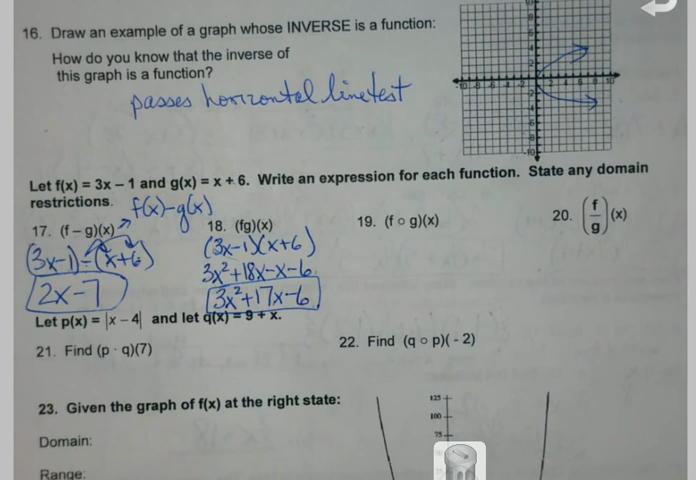 16. Draw an example of a graph whose INVERSE is a function:
How do you know that the inverse of
this graph is a function?
passes horizontal line test
Let f(x) = 3x – 1 and g(x) = x + 6. Write an expression for each function. State any domain
restrictions. f(x)-g(x)
17. (f – g)(x) 18. (fg)(x) 19. (f ∘ g)(x) 20. (f/g)(x)
(3x-1)-(x+6) (3x-1)(x+6)
3x²+18x-x-6
2x-7 3x²+17x-6
Let p(x) = |x – 4| and let q(x) = 9 + x.
21. Find (p · q)(7) 22. Find (q ∘ p)( - 2)
23. Given the graph of f(x) at the right state:
125
100
75
Domain:
Range: